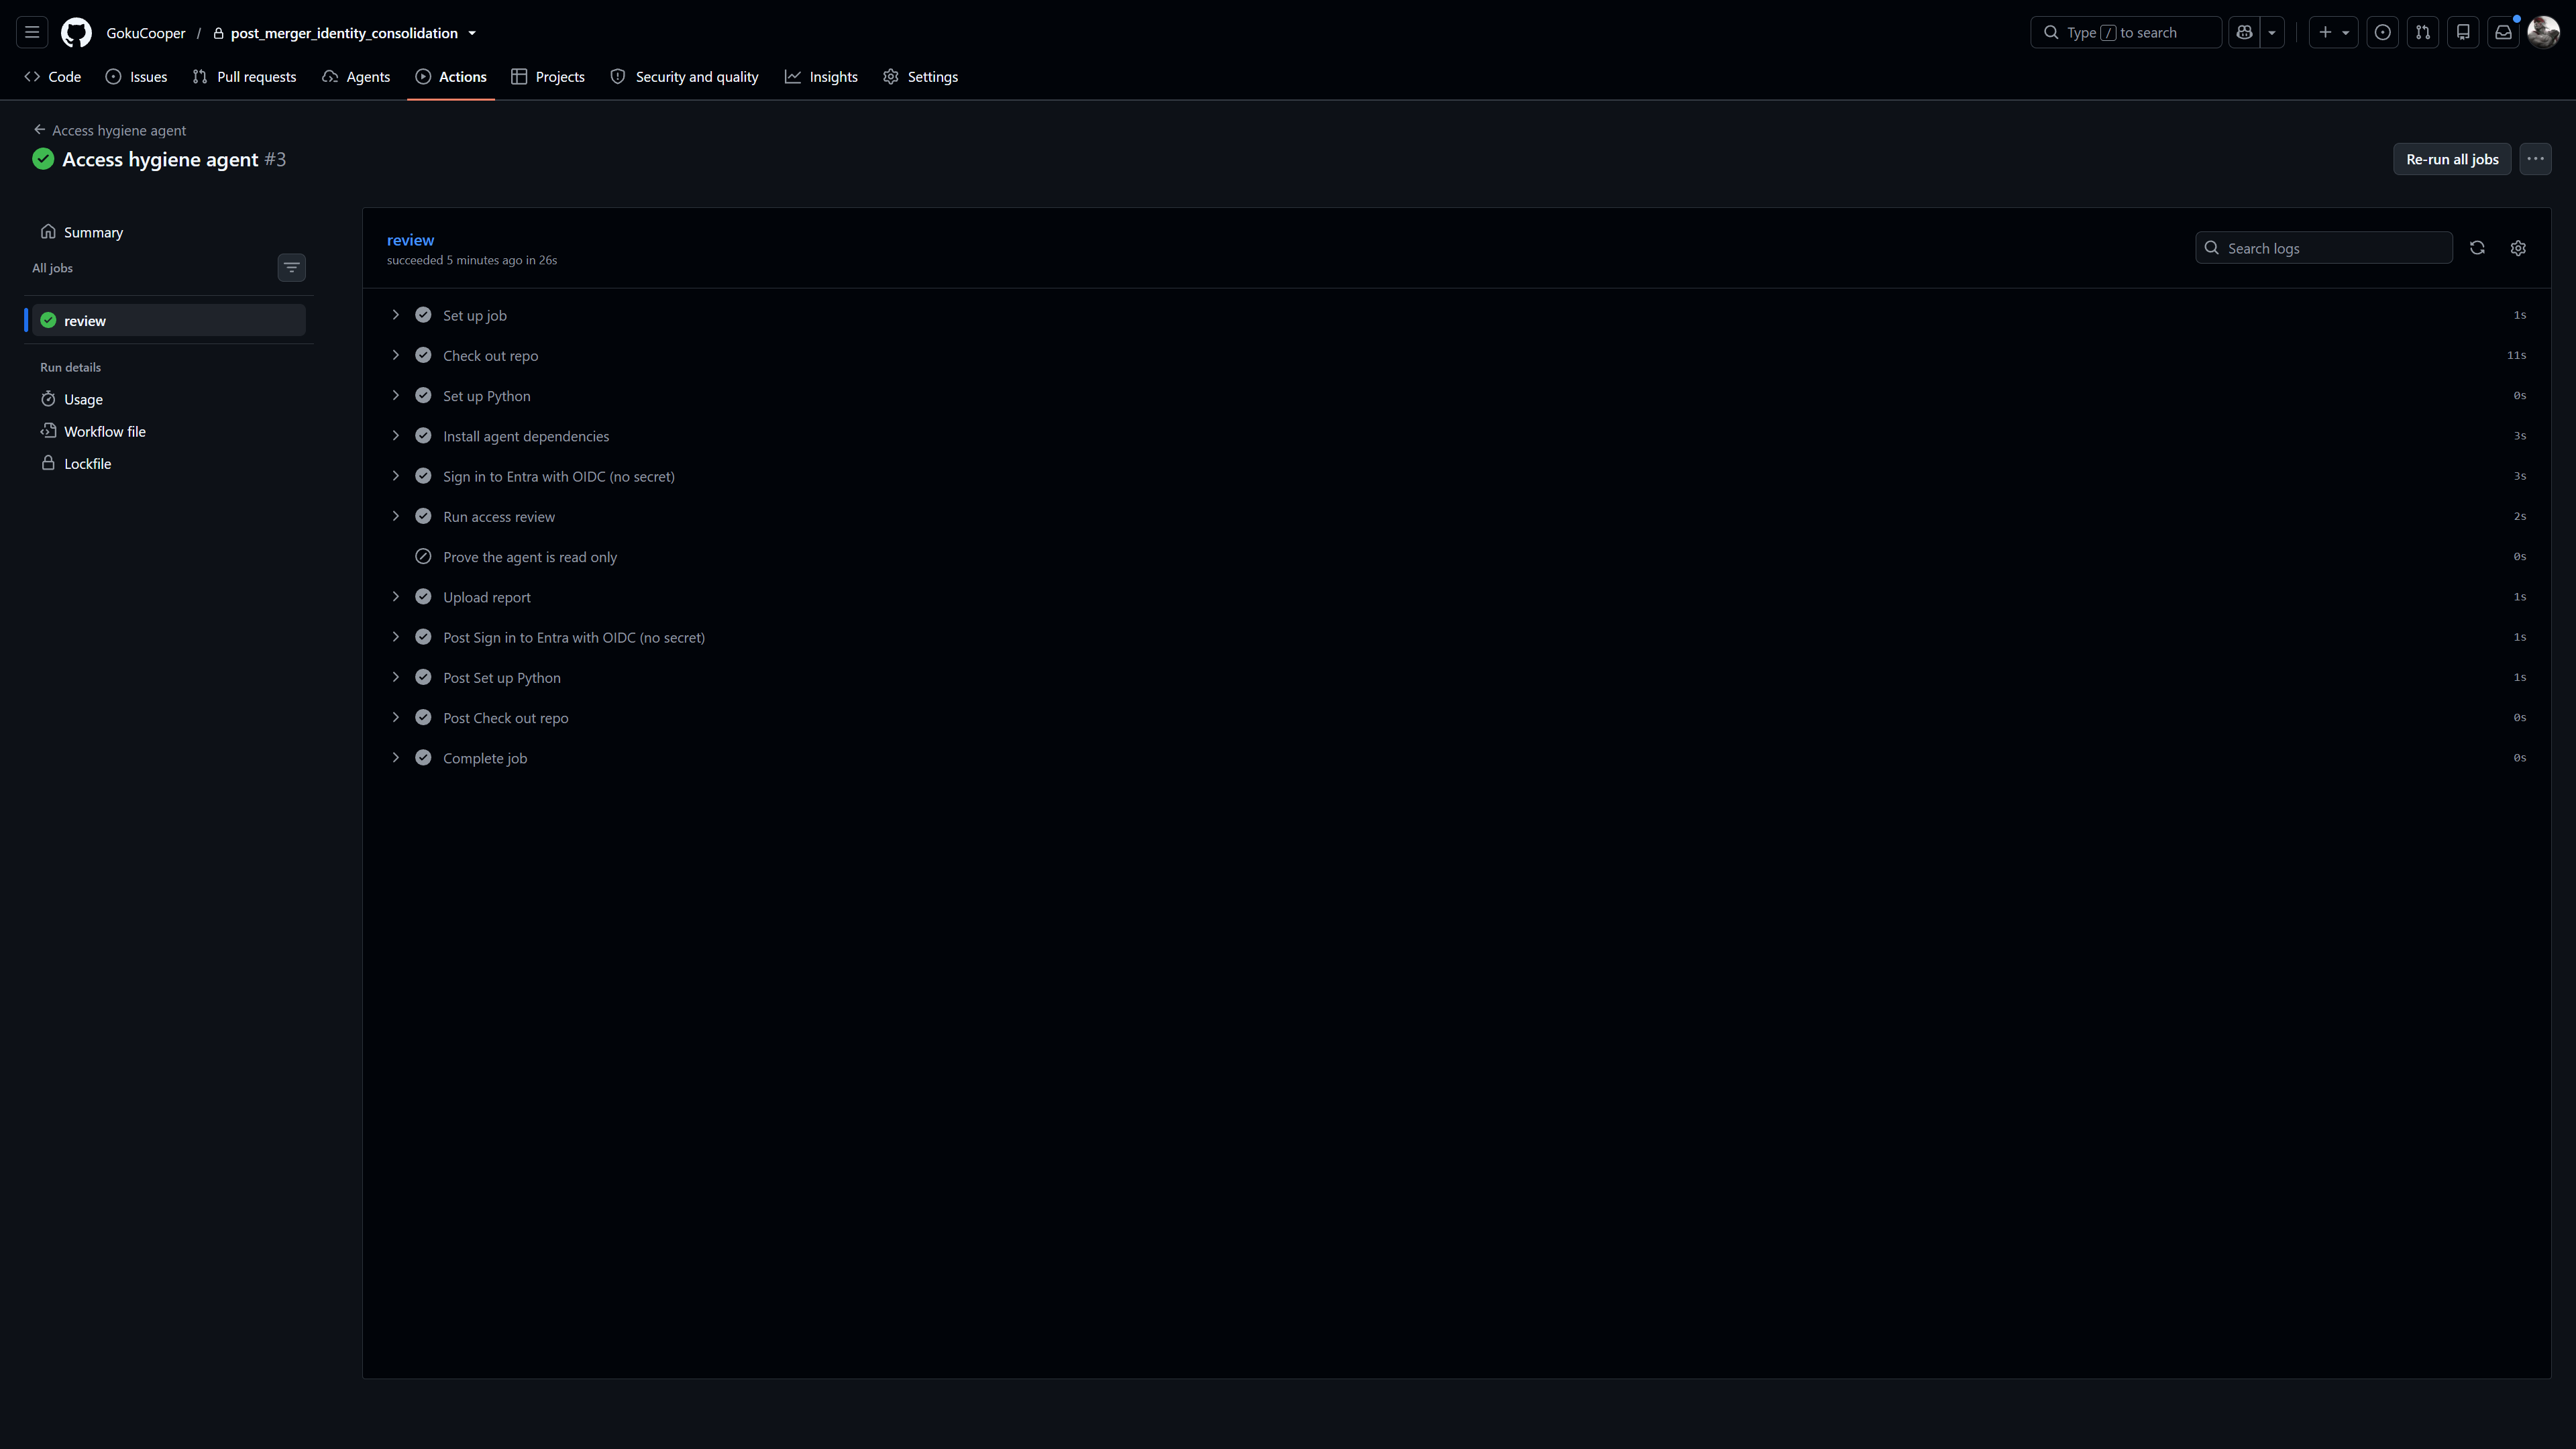 GokuCooper / post_merger_identity_consolidation
Type / to search
Code Issues Pull requests Agents Actions Projects Security and quality Insights Settings
Access hygiene agent
Access hygiene agent #3
Re-run all jobs
Summary
All jobs
review
Run details
Usage
Workflow file
Lockfile
review
succeeded 5 minutes ago in 26s
Search logs
Set up job 1s
Check out repo 11s
Set up Python 0s
Install agent dependencies 3s
Sign in to Entra with OIDC (no secret) 3s
Run access review 2s
Prove the agent is read only 0s
Upload report 1s
Post Sign in to Entra with OIDC (no secret) 1s
Post Set up Python 1s
Post Check out repo 0s
Complete job 0s